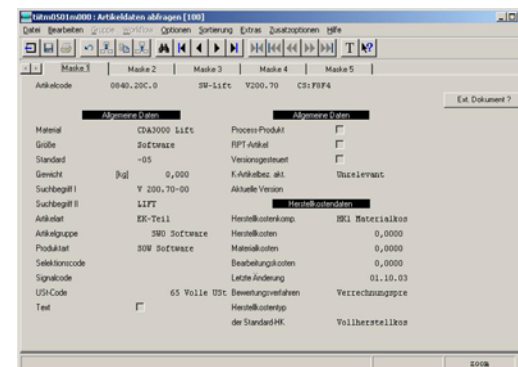 tiitm0501m000 : Artikeldaten abfragen [100]
Datei Bearbeiten Gruppe Workflow Optionen Sortierung Extras Zusatzoptionen Hilfe
Maske 1 Maske 2 Maske 3 Maske 4 Maske 5
Artikelcode 0840.20C.0 SW-Lift V200.70 CS:F8F4
Ext. Dokument ?
Allgemeine Daten Allgemeine Daten
Material CDA3000 Lift Process-Produkt
Größe Software RPT-Artikel
Standard -05 Versionsgesteuert
Gewicht [kg] 0,000 K-Artikelbez. akt. Unrelevant
Suchbegriff I V 200.70-00 Aktuelle Version
Suchbegriff II LIFT Herstellkostendaten
Artikelart EK-Teil Herstellkostenkomp. HK1 Materialkos
Artikelgruppe SWO Software Herstellkosten 0,0000
Produktart SOW Software Materialkosten 0,0000
Selektionscode Bearbeitungskosten 0,0000
Signalcode Letzte Änderung 01.10.03
USt-Code 65 Volle USt Bewertungsverfahren Verrechnungspre
Text Herstellkostentyp
der Standard-HK. Vollherstellkos
zoom